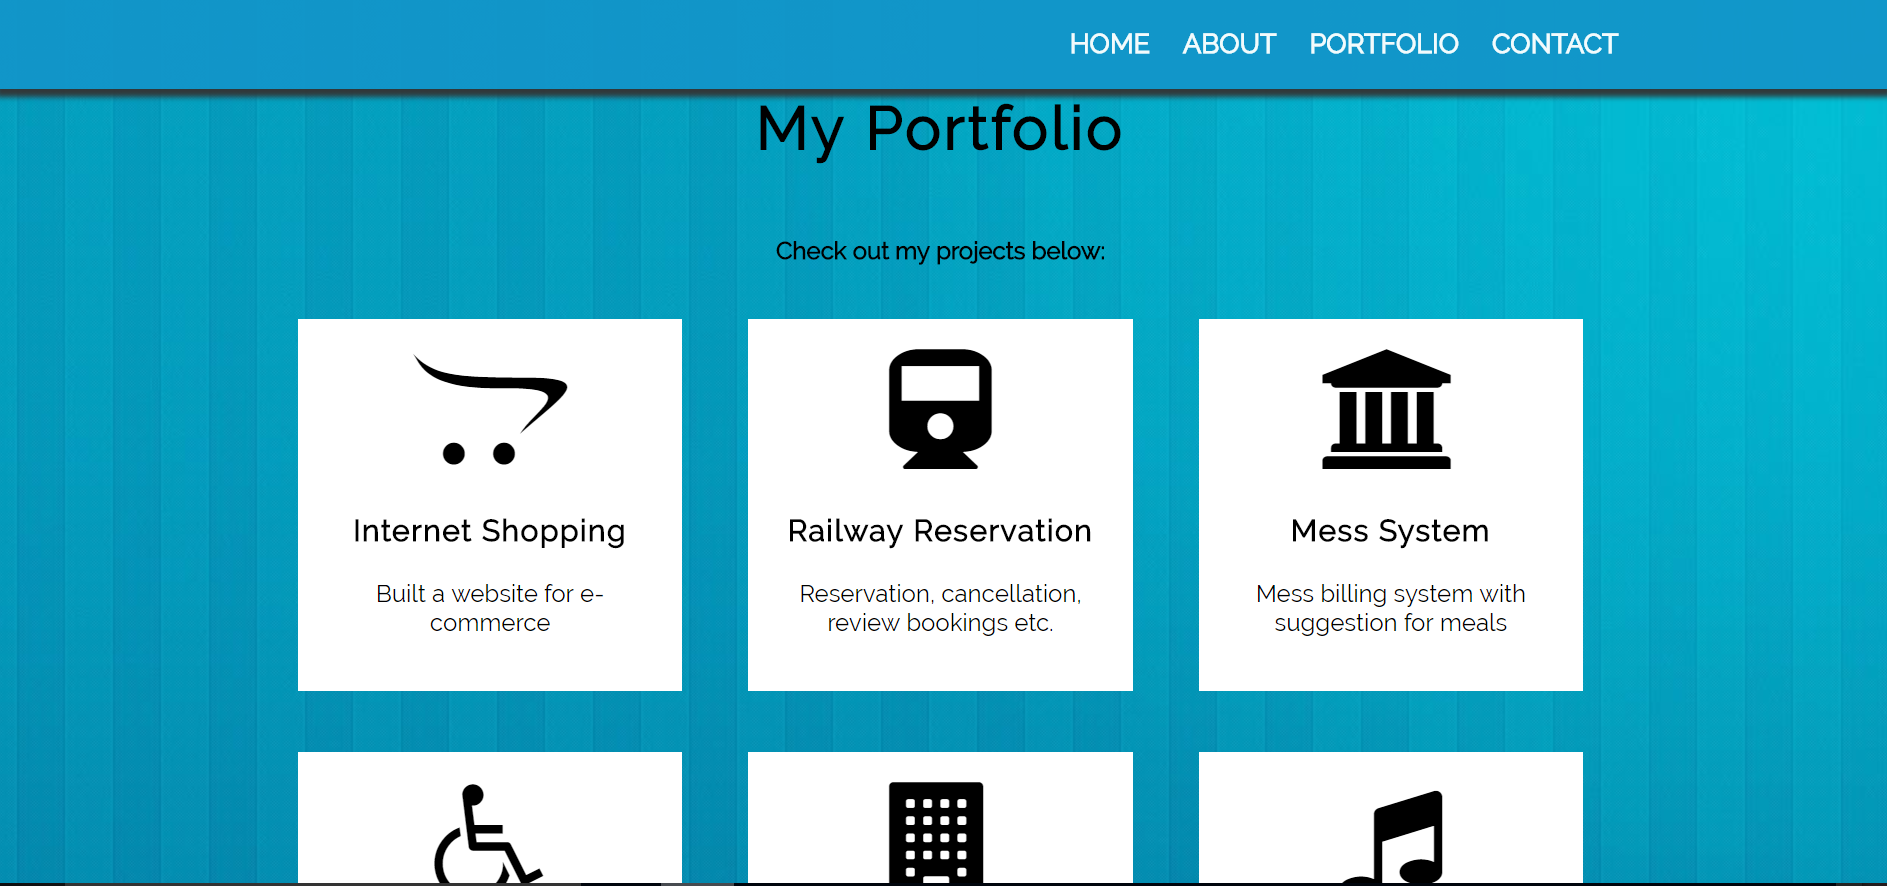 HOME ABOUT PORTFOLIO CONTACT
My Portfolio
Check out my projects below:
Internet Shopping
Built a website for e-
commerce
Railway Reservation
Reservation, cancellation,
review bookings etc.
Mess System
Mess billing system with
suggestion for meals